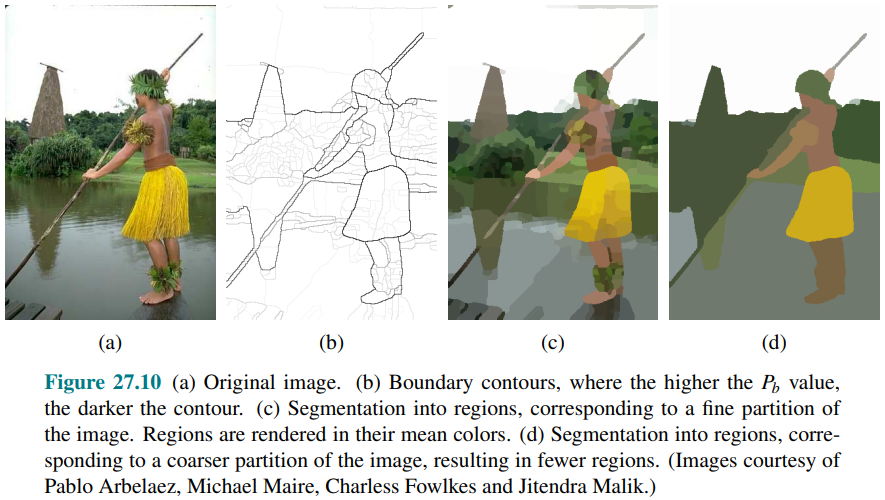 (a) (b) (c) (d)
Figure 27.10 (a) Original image. (b) Boundary contours, where the higher the Pb value,
the darker the contour. (c) Segmentation into regions, corresponding to a fine partition of
the image. Regions are rendered in their mean colors. (d) Segmentation into regions, corre-
sponding to a coarser partition of the image, resulting in fewer regions. (Images courtesy of
Pablo Arbelaez, Michael Maire, Charless Fowlkes and Jitendra Malik.)